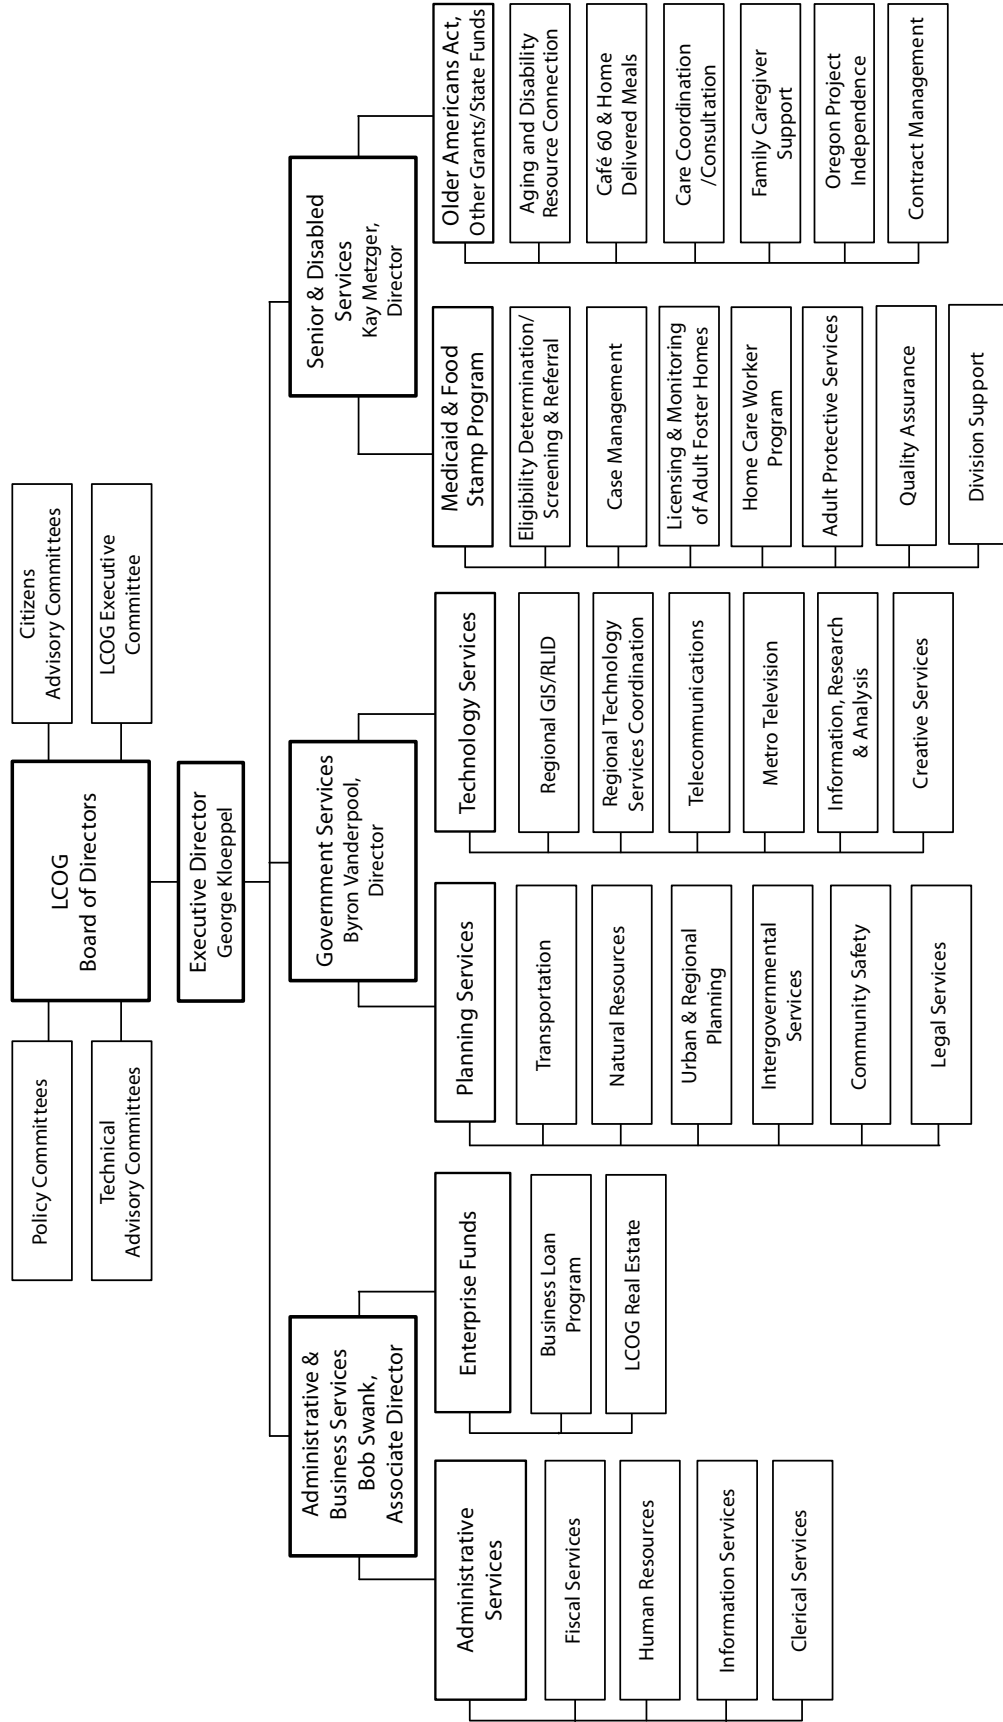 Policy Committees
Technical
Advisory Committees
LCOG
Board of Directors
Citizens
Advisory Committees
LCOG Executive
Committee
Executive Director
George Kloeppel
Administrative &
Business Services
Bob Swank,
Associate Director
Government Services
Byron Vanderpool,
Director
Senior & Disabled
Services
Kay Metzger,
Director
Administrative
Services
Fiscal Services
Human Resources
Information Services
Clerical Services
Enterprise Funds
Business Loan
Program
LCOG Real Estate
Planning Services
Transportation
Natural Resources
Urban & Regional
Planning
Intergovernmental
Services
Community Safety
Legal Services
Technology Services
Regional GIS/RLID
Regional Technology
Services Coordination
Telecommunications
Metro Television
Information, Research
& Analysis
Creative Services
Medicaid & Food
Stamp Program
Eligibility Determination/
Screening & Referral
Case Management
Licensing & Monitoring
of Adult Foster Homes
Home Care Worker
Program
Adult Protective Services
Quality Assurance
Division Support
Older Americans Act,
Other Grants/State Funds
Aging and Disability
Resource Connection
Café 60 & Home
Delivered Meals
Care Coordination
/Consultation
Family Caregiver
Support
Oregon Project
Independence
Contract Management